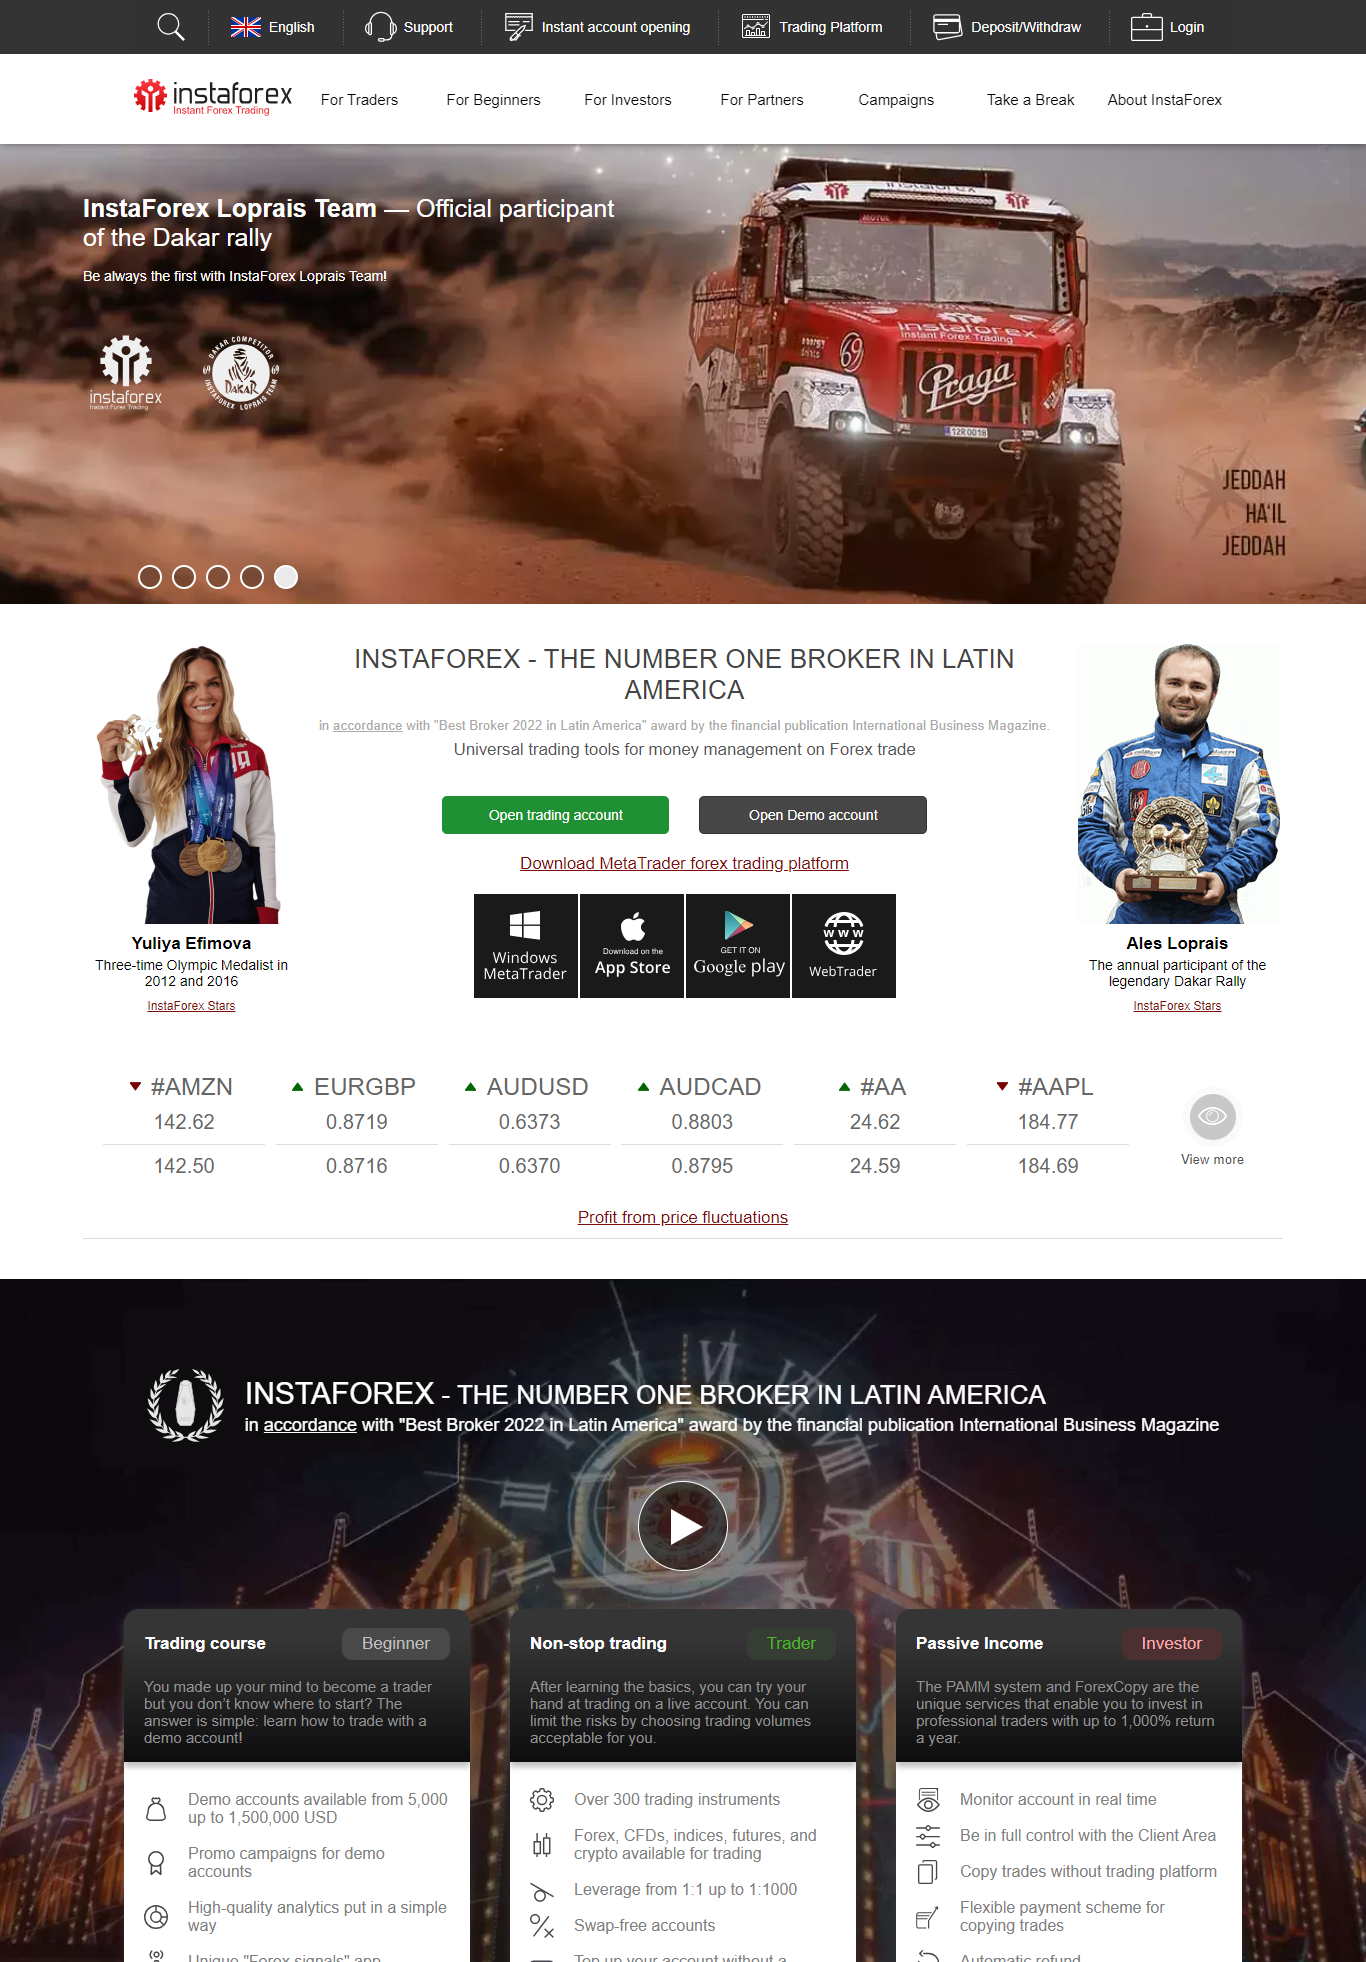 English
Support
Instant account opening
Trading Platform
Deposit/Withdraw
Login
instaforex
Instant Forex Trading
For Traders
For Beginners
For Investors
For Partners
Campaigns
Take a Break
About InstaForex
InstaForex Loprais Team — Official participant
of the Dakar rally
Be always the first with InstaForex Loprais Team!
instaforex
Instant Forex Trading
DAKAR COMPETITOR
69 DAKAR 69
INSTAFOREX LOPRAIS TEAM
instaforex
MOTUL
instaforex
Instant Forex Trading
69
Praga
12R0018
JEDDAH
HA'IL
JEDDAH
INSTAFOREX - THE NUMBER ONE BROKER IN LATIN
AMERICA
in accordance with "Best Broker 2022 in Latin America" award by the financial publication International Business Magazine.
Universal trading tools for money management on Forex trade
Open trading account
Open Demo account
Download MetaTrader forex trading platform
Windows
MetaTrader
Download on the
App Store
GET IT ON
Google play
WWW
WebTrader
Yuliya Efimova
Three-time Olympic Medalist in
2012 and 2016
InstaForex Stars
Ales Loprais
The annual participant of the
legendary Dakar Rally
InstaForex Stars
#AMZN
142.62
142.50
EURGBP
0.8719
0.8716
AUDUSD
0.6373
0.6370
AUDCAD
0.8803
0.8795
#AA
24.62
24.59
#AAPL
184.77
184.69
View more
Profit from price fluctuations
INSTAFOREX - THE NUMBER ONE BROKER IN LATIN AMERICA
in accordance with "Best Broker 2022 in Latin America" award by the financial publication International Business Magazine
Trading course
Beginner
You made up your mind to become a trader
but you don’t know where to start? The
answer is simple: learn how to trade with a
demo account!
Demo accounts available from 5,000
up to 1,500,000 USD
Promo campaigns for demo
accounts
High-quality analytics put in a simple
way
Unique "Forex signals" app
Non-stop trading
Trader
After learning the basics, you can try your
hand at trading on a live account. You can
limit the risks by choosing trading volumes
acceptable for you.
Over 300 trading instruments
Forex, CFDs, indices, futures, and
crypto available for trading
Leverage from 1:1 up to 1:1000
Swap-free accounts
Top up your account without a
Passive Income
Investor
The PAMM system and ForexCopy are the
unique services that enable you to invest in
professional traders with up to 1,000% return
a year.
Monitor account in real time
Be in full control with the Client Area
Copy trades without trading platform
Flexible payment scheme for
copying trades
Automatic refund